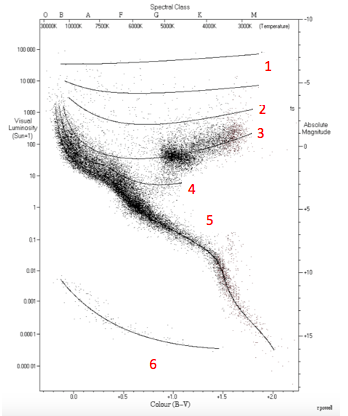 Spectral Class
O B A F G K M
30000K 10000K 7500K 6000K 5000K 4000K 3000K (Temperature)
-10
100 000
1
-5
10 000
1000
2
ts
Visual
Luminosity
(Sun=1)
100
3
Absolute
Magnitude
0
10
4
1
5
+5
0.1
0.01
+10
0.001
0.0001
+15
6
0.000 01
0.0 +0.5 +1.0 +1.5 +2.0
Colour (B-V)
r.powell